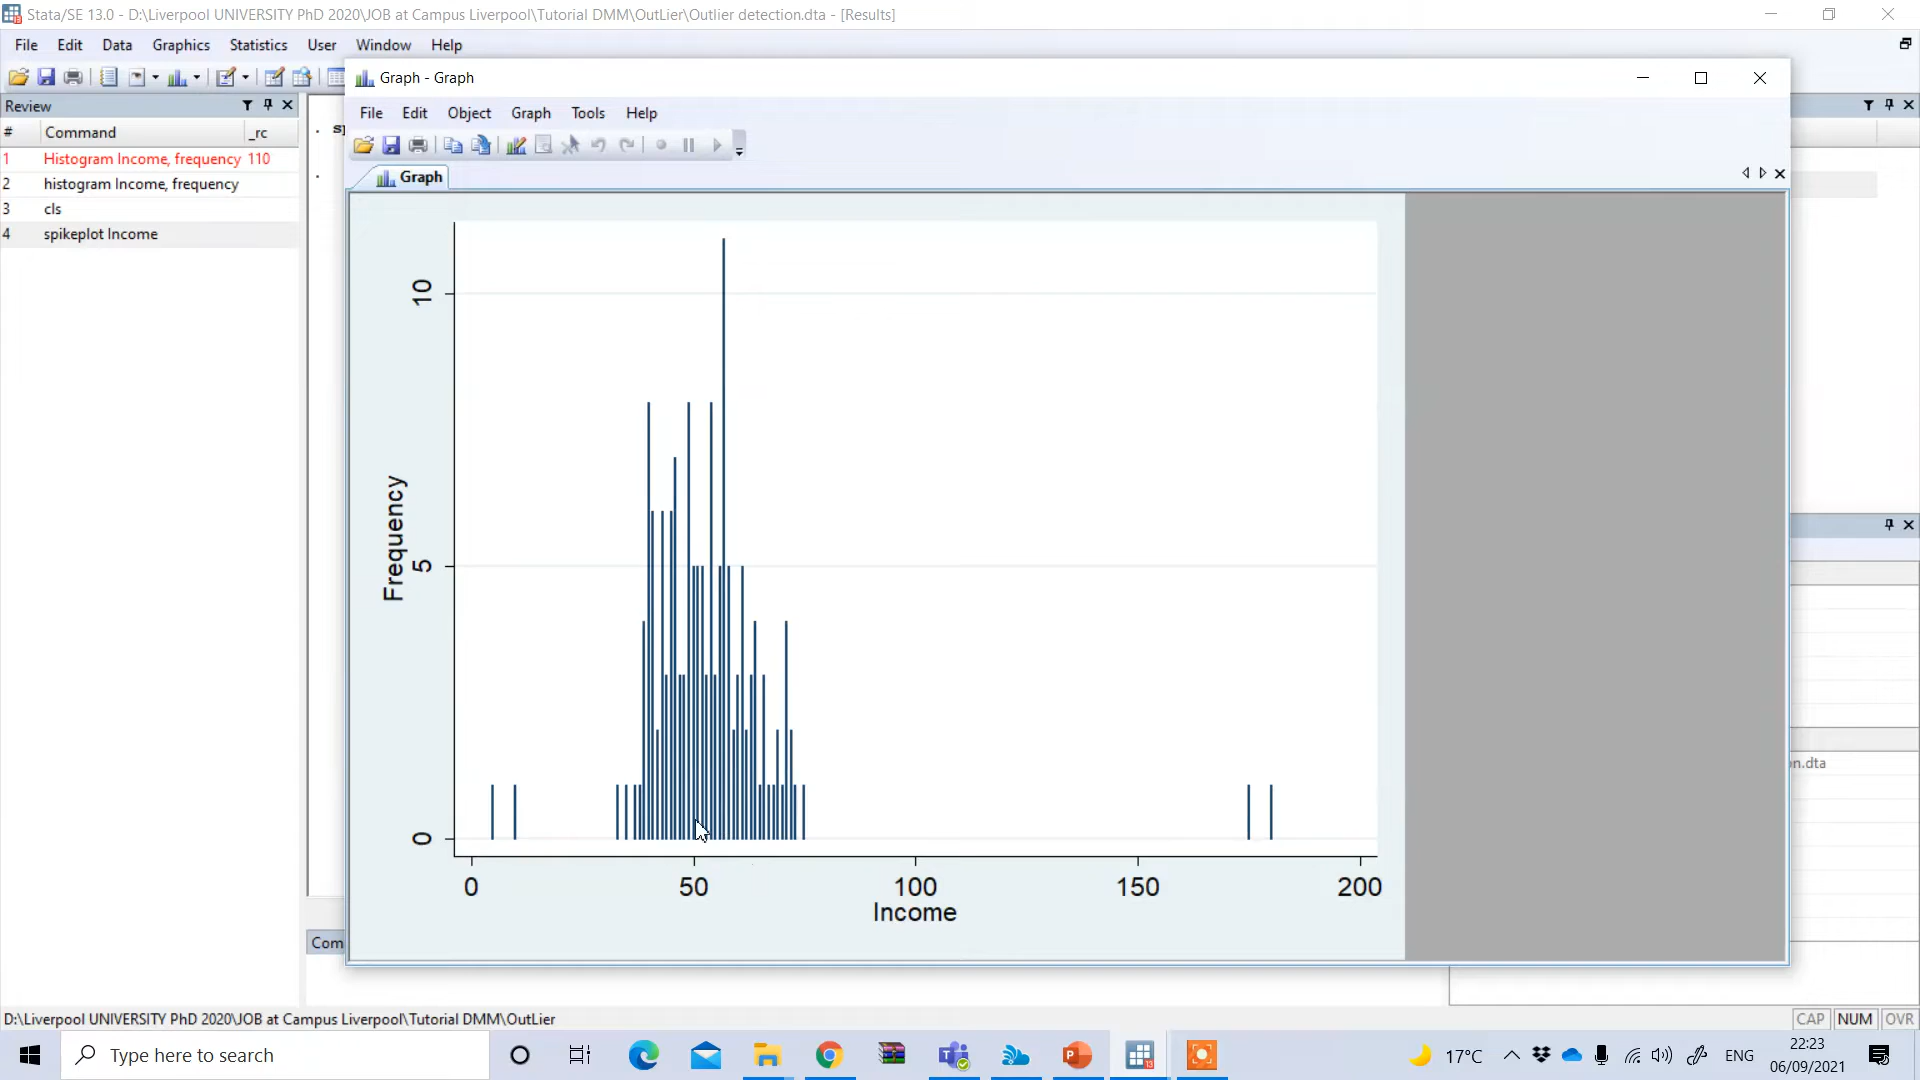 Stata/SE 13.0 - D:\Liverpool UNIVERSITY PhD 2020\JOB at Campus Liverpool\Tutorial DMM\OutLier\Outlier detection.dta - [Results]
File Edit Data Graphics Statistics User Window Help
Graph - Graph
Review
# Command _rc
File Edit Object Graph Tools Help
1 Histogram Income, frequency 110
2 histogram Income, frequency
3 cls
4 spikeplot Income
. sp
.
Graph
10
5
0
Frequency
0 50 100 150 200
Income
n.dta
Com
D:\Liverpool UNIVERSITY PhD 2020\JOB at Campus Liverpool\Tutorial DMM\OutLier
CAP NUM OVR
Type here to search
17°C
ENG
22:23
06/09/2021